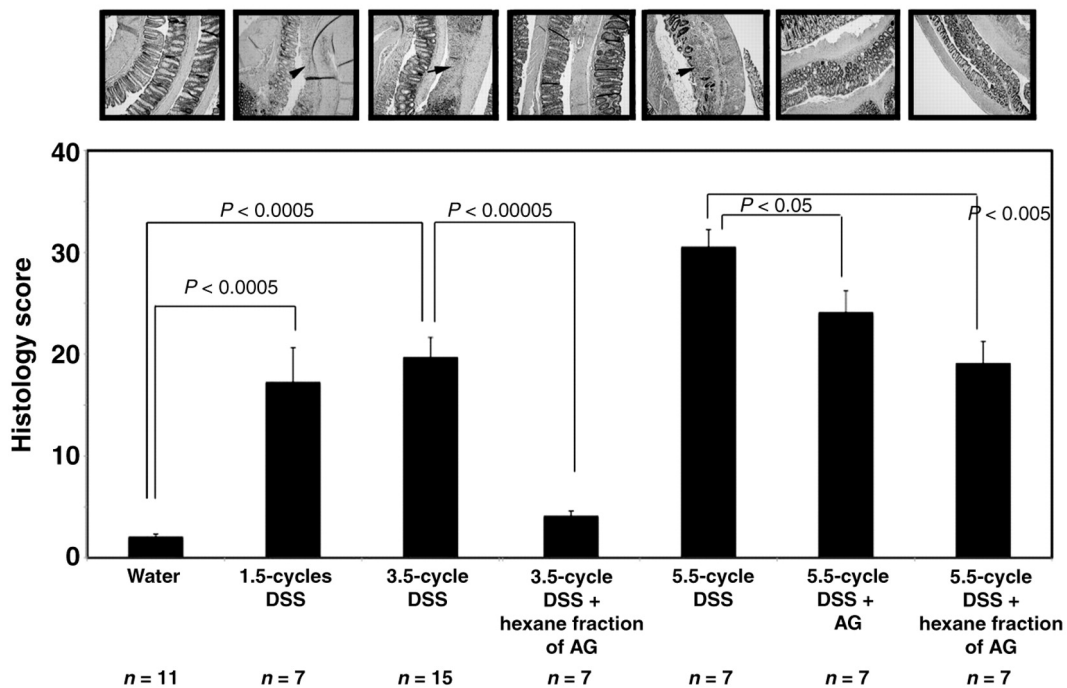 40
30
20
10
0
Histology score
P < 0.0005
P < 0.0005
P < 0.00005
P < 0.05
P < 0.005
Water
1.5-cycles
DSS
3.5-cycle
DSS
3.5-cycle
DSS +
hexane fraction
of AG
5.5-cycle
DSS
5.5-cycle
DSS +
AG
5.5-cycle
DSS +
hexane fraction
of AG
n = 11
n = 7
n = 15
n = 7
n = 7
n = 7
n = 7